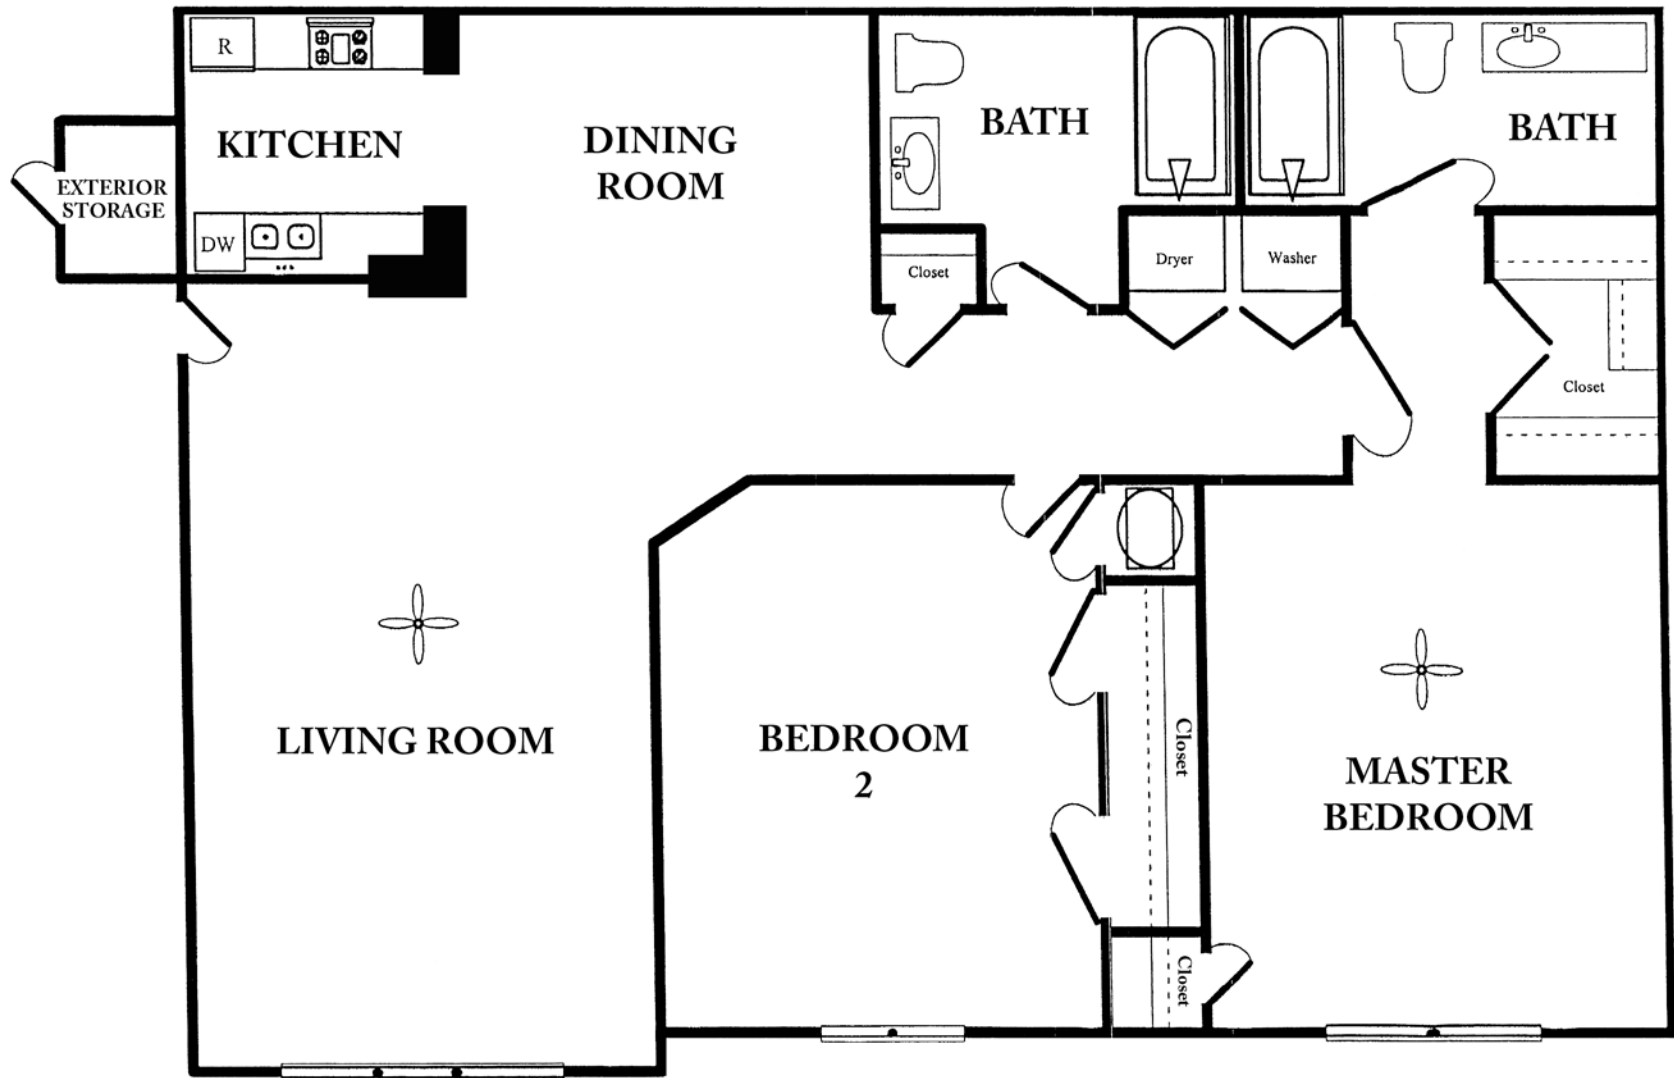 R
KITCHEN
DINING
ROOM
BATH
BATH
EXTERIOR
STORAGE
DW
Closet
Dryer
Washer
Closet
LIVING ROOM
BEDROOM
2
Closet
MASTER
BEDROOM
Closet